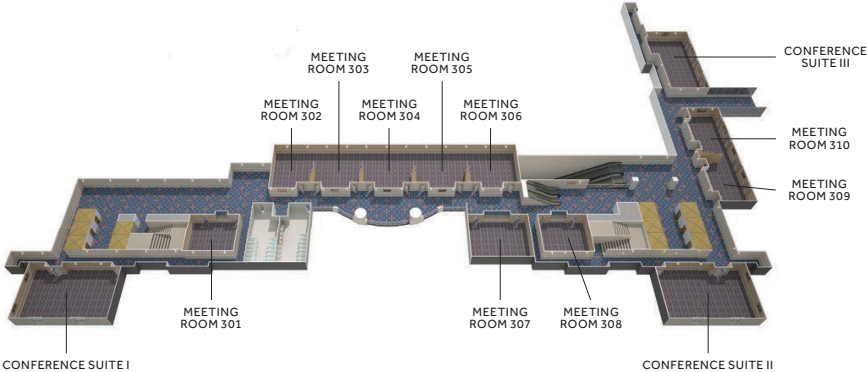 MEETING
ROOM 303
MEETING
ROOM 305
CONFERENCE
SUITE III
MEETING
ROOM 302
MEETING
ROOM 304
MEETING
ROOM 306
MEETING
ROOM 310
MEETING
ROOM 309
MEETING
ROOM 301
MEETING
ROOM 307
MEETING
ROOM 308
CONFERENCE SUITE I
CONFERENCE SUITE II